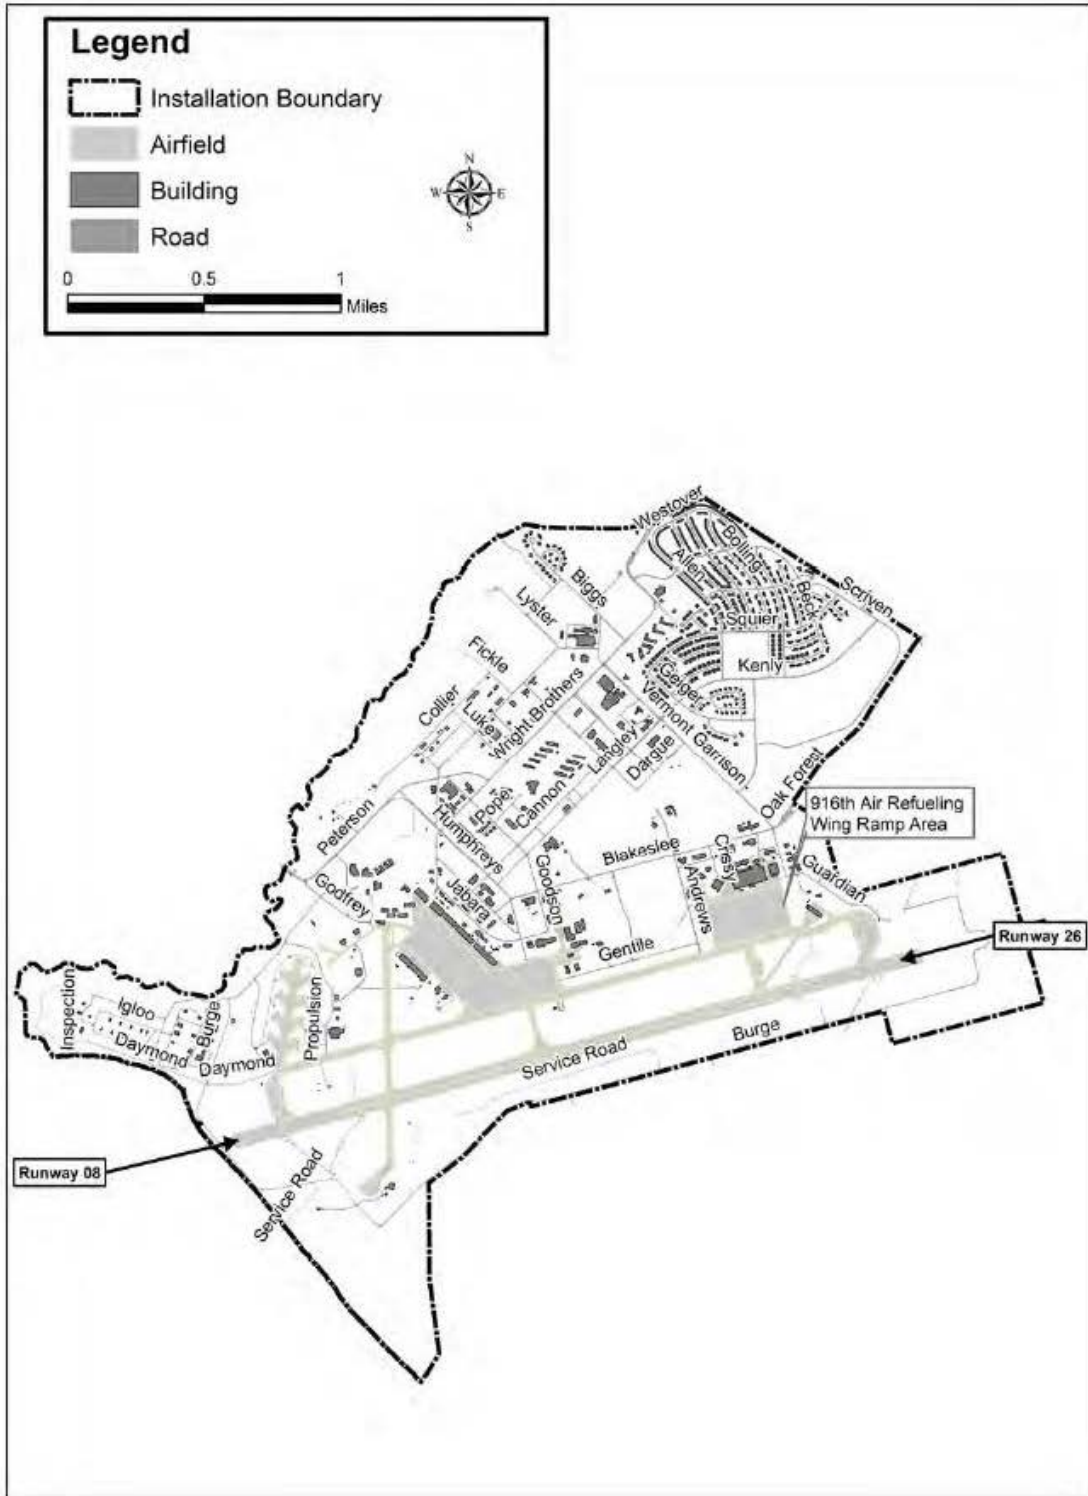 Legend
Installation Boundary
Airfield
Building
Road
N
W
E
S
0
0.5
1
Miles
Westover
Bolling
Allen
Beck
Scriven
Biggs
Lyster
Squier
Fickle
Kenly
Geiger
Collier
Luke
Wright-Brothers
Vermont Garrison
Langley
Dargue
Oak Forest
Pope
Cannon
Peterson
Humphreys
916th Air Refueling
Wing Ramp Area
Blakeslee
Crissy
Guardian
Goodson
Jabara
Godfrey
Andrews
Gentile
Runway 26
Inspection
Igloo
Burge
Daymond
Daymond
Propulsion
Burge
Service Road
Runway 08
Service Road